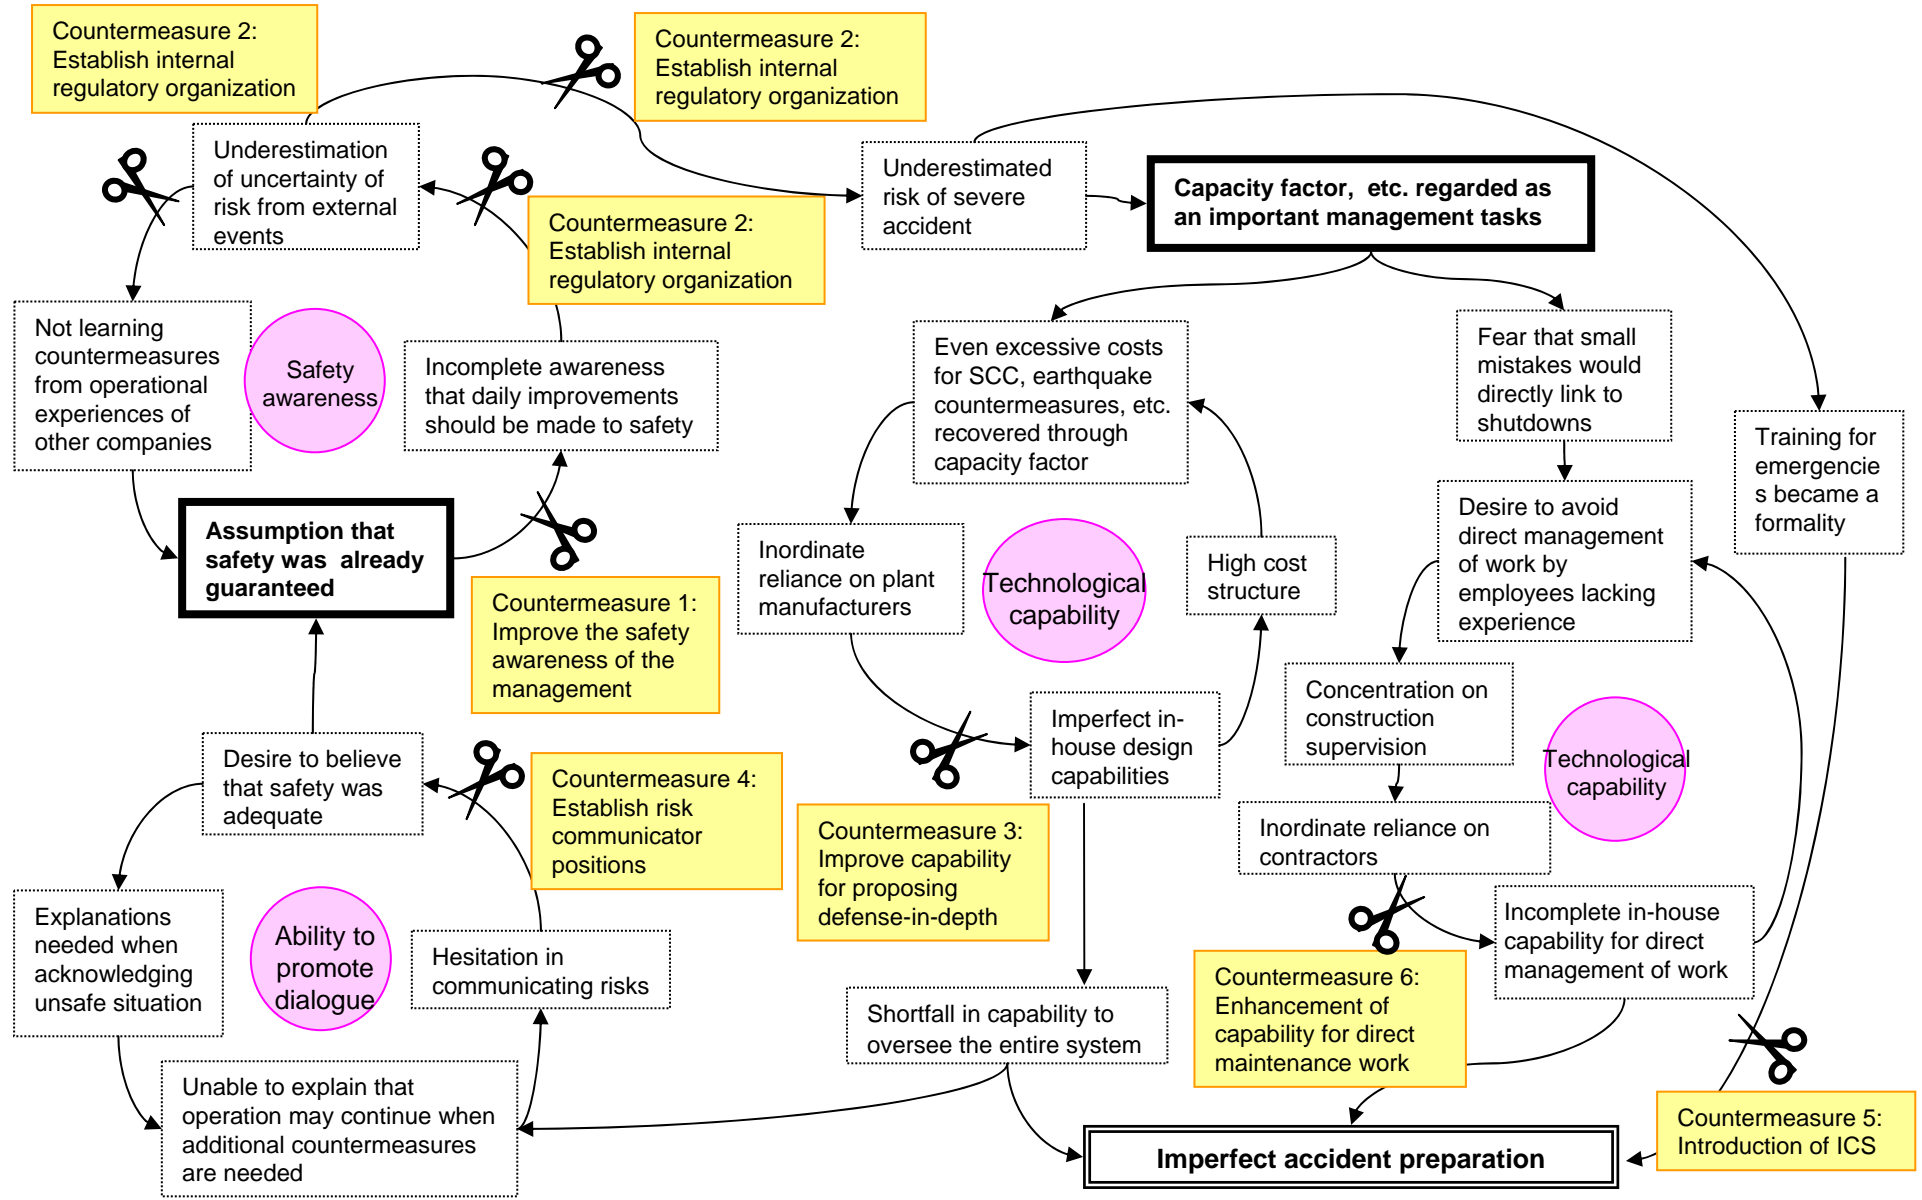 Countermeasure 2:
Establish internal
regulatory organization
Countermeasure 2:
Establish internal
regulatory organization
Underestimation
of uncertainty of
risk from external
events
Underestimated
risk of severe
accident
Capacity factor, etc. regarded as
an important management tasks
Countermeasure 2:
Establish internal
regulatory organization
Not learning
countermeasures
from operational
experiences of
other companies
Safety
awareness
Incomplete awareness
that daily improvements
should be made to safety
Even excessive costs
for SCC, earthquake
countermeasures, etc.
recovered through
capacity factor
Fear that small
mistakes would
directly link to
shutdowns
Training for
emergencie
s became a
formality
Assumption that
safety was already
guaranteed
Inordinate
reliance on plant
manufacturers
Technological
capability
High cost
structure
Desire to avoid
direct management
of work by
employees lacking
experience
Countermeasure 1:
Improve the safety
awareness of the
management
Concentration on
construction
supervision
Imperfect in-
house design
capabilities
Technological
capability
Desire to believe
that safety was
adequate
Countermeasure 4:
Establish risk
communicator
positions
Countermeasure 3:
Improve capability
for proposing
defense-in-depth
Inordinate reliance on
contractors
Explanations
needed when
acknowledging
unsafe situation
Ability to
promote
dialogue
Hesitation in
communicating risks
Incomplete in-house
capability for direct
management of work
Countermeasure 6:
Enhancement of
capability for direct
maintenance work
Shortfall in capability to
oversee the entire system
Unable to explain that
operation may continue when
additional countermeasures
are needed
Countermeasure 5:
Introduction of ICS
Imperfect accident preparation